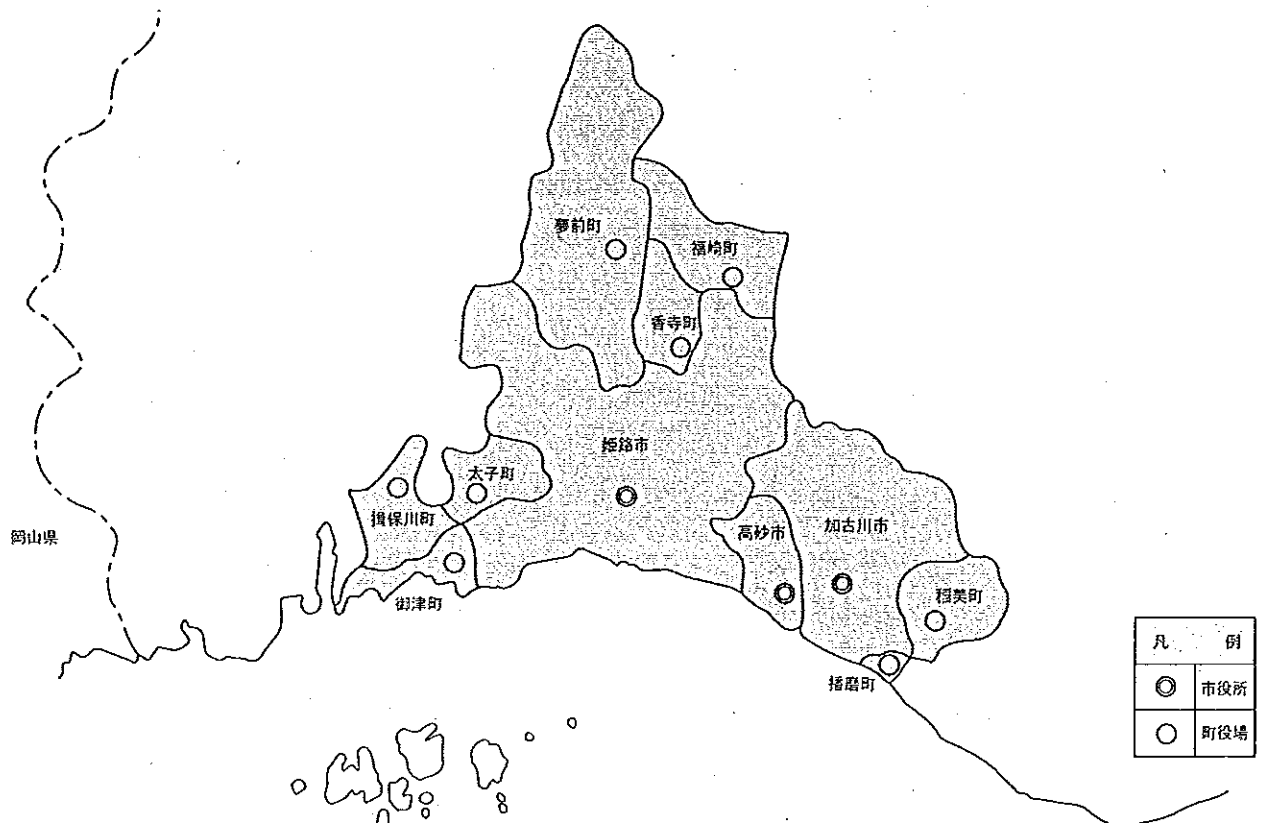 夢前町
福崎町
香寺町
姫路市
太子町
揖保川町
高砂市
加古川市
岡山県
御津町
稲美町
播磨町
凡例
市役所
町役場